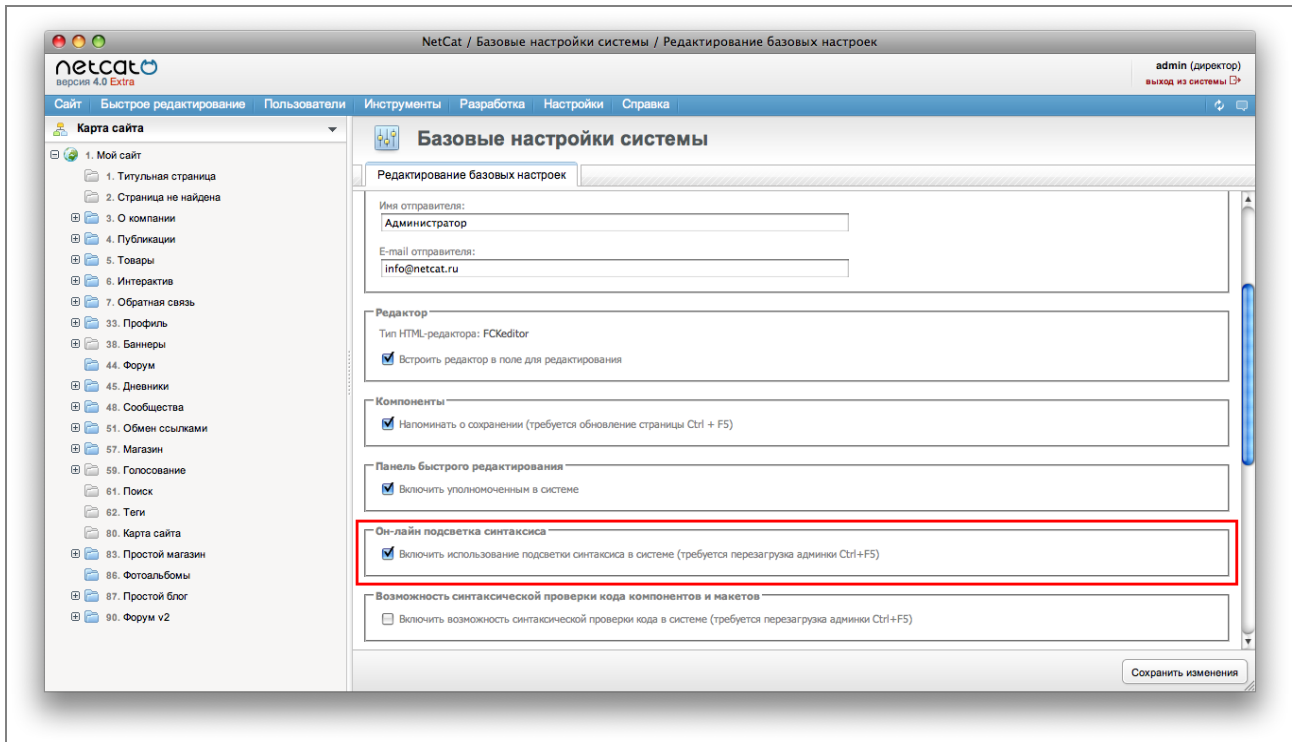 NetCat / Базовые настройки системы / Редактирование базовых настроек
netcat
версия 4.0 Extra
admin (директор)
выход из системы
Сайт Быстрое редактирование Пользователи Инструменты Разработка Настройки Справка
Карта сайта
1. Мой сайт
1. Титульная страница
2. Страница не найдена
3. О компании
4. Публикации
5. Товары
6. Интерактив
7. Обратная связь
33. Профиль
38. Баннеры
44. Форум
45. Дневники
48. Сообщества
51. Обмен ссылками
57. Магазин
59. Голосование
61. Поиск
62. Теги
80. Карта сайта
83. Простой магазин
86. Фотоальбомы
87. Простой блог
90. Форум v2
Базовые настройки системы
Редактирование базовых настроек
Имя отправителя:
Администратор
E-mail отправителя:
info@netcat.ru
Редактор
Тип HTML-редактора: FCKeditor
Встроить редактор в поле для редактирования
Компоненты
Напоминать о сохранении (требуется обновление страницы Ctrl + F5)
Панель быстрого редактирования
Включить уполномоченным в системе
Он-лайн подсветка синтаксиса
Включить использование подсветки синтаксиса в системе (требуется перезагрузка админки Ctrl+F5)
Возможность синтаксической проверки кода компонентов и макетов
Включить возможность синтаксической проверки кода в системе (требуется перезагрузка админки Ctrl+F5)
Сохранить изменения